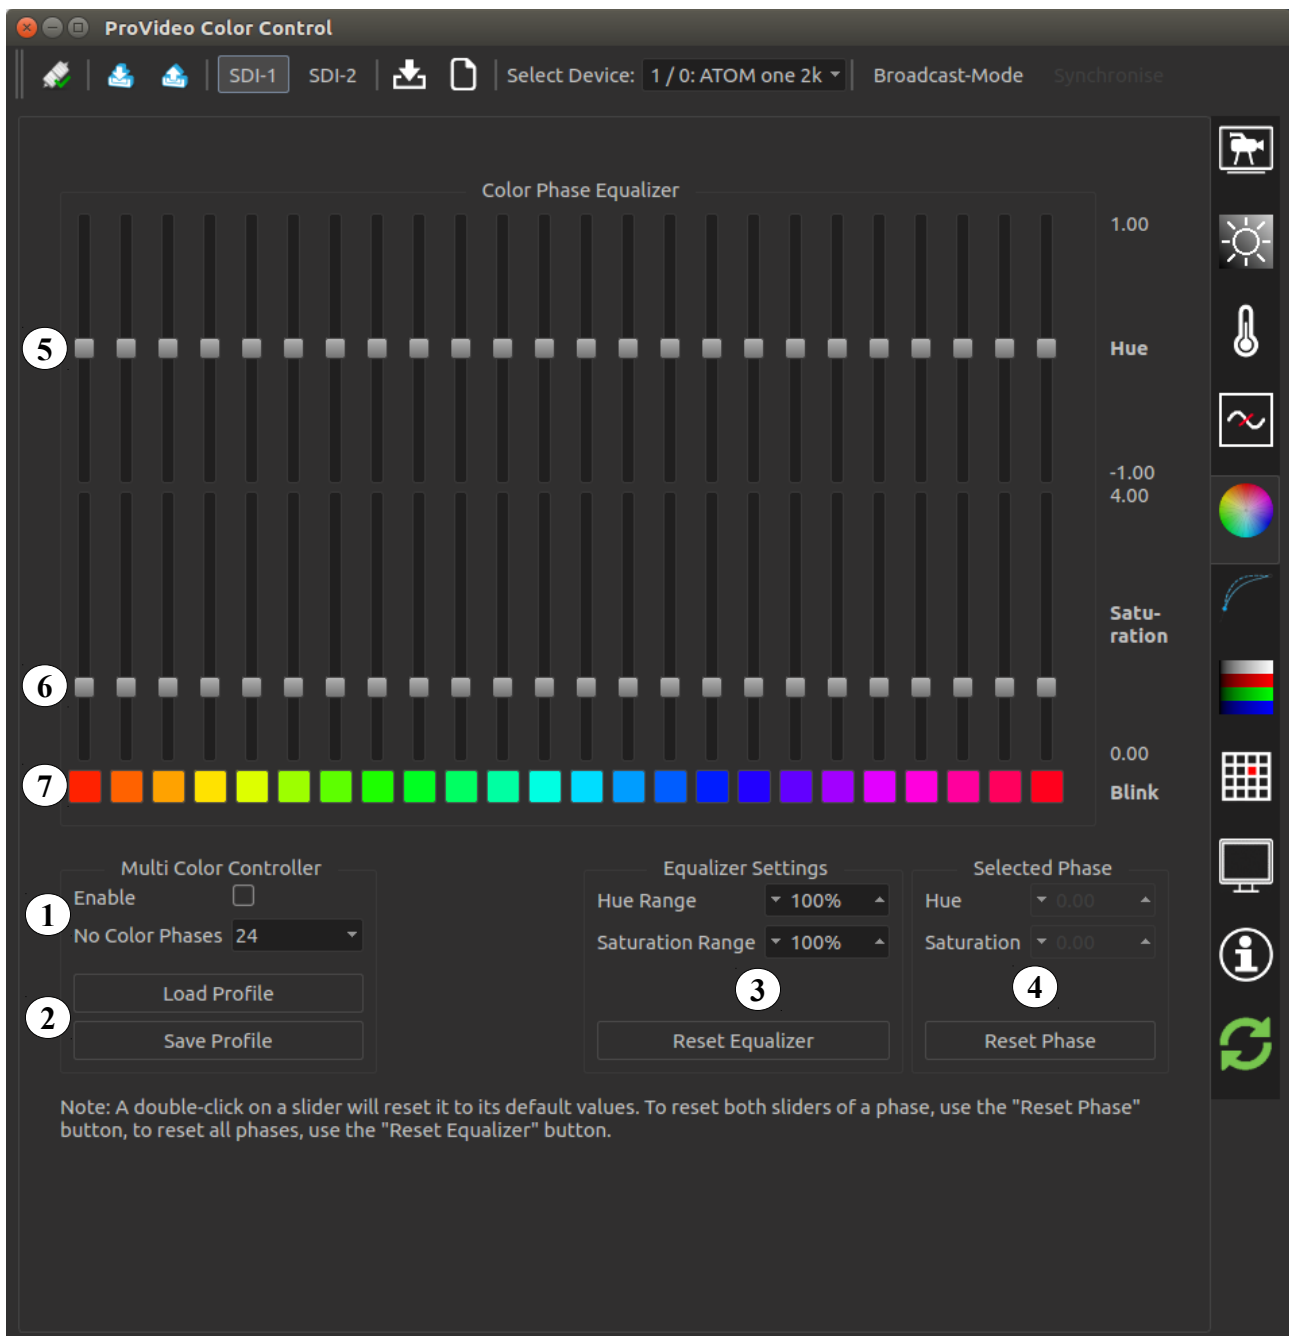 ProVideo Color Control
SDI-1 SDI-2 Select Device: 1 / 0: ATOM one 2k Broadcast-Mode Synchronise
Color Phase Equalizer
1.00
5 Hue
-1.00
4.00
Satu-
ration
6
0.00
7 Blink
Multi Color Controller Equalizer Settings Selected Phase
1 Enable Hue Range 100% Hue 0.00
No Color Phases 24 Saturation Range 100% Saturation 0.00
2 Load Profile 3 4
Save Profile Reset Equalizer Reset Phase
Note: A double-click on a slider will reset it to its default values. To reset both sliders of a phase, use the "Reset Phase"
button, to reset all phases, use the "Reset Equalizer" button.